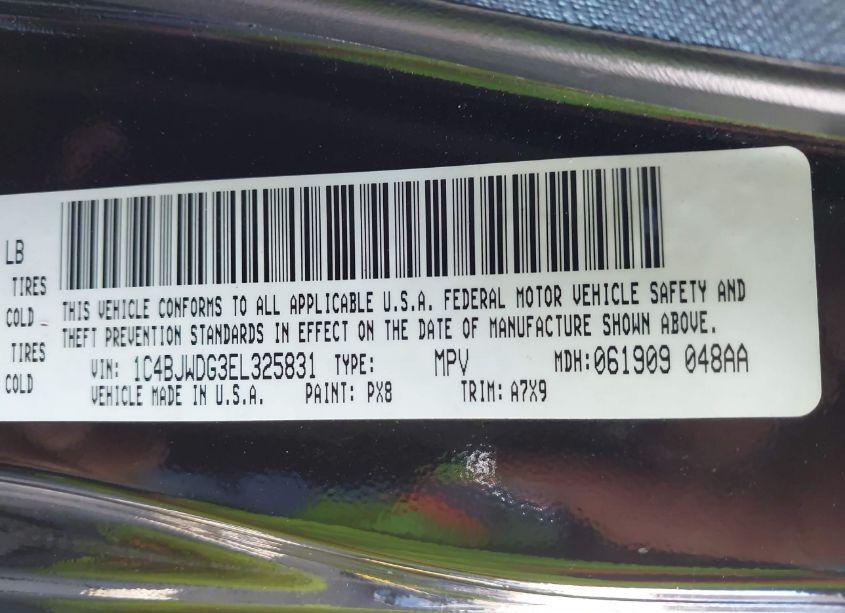 LB
TIRES
COLD
TIRES
COLD
THIS VEHICLE CONFORMS TO ALL APPLICABLE U.S.A. FEDERAL MOTOR VEHICLE SAFETY AND
THEFT PREVENTION STANDARDS IN EFFECT ON THE DATE OF MANUFACTURE SHOWN ABOVE.
VIN: 1C4BJWDG3EL325831 TYPE: MPV MDH:061909 048AA
VEHICLE MADE IN U.S.A. PAINT: PX8 TRIM: A7X9